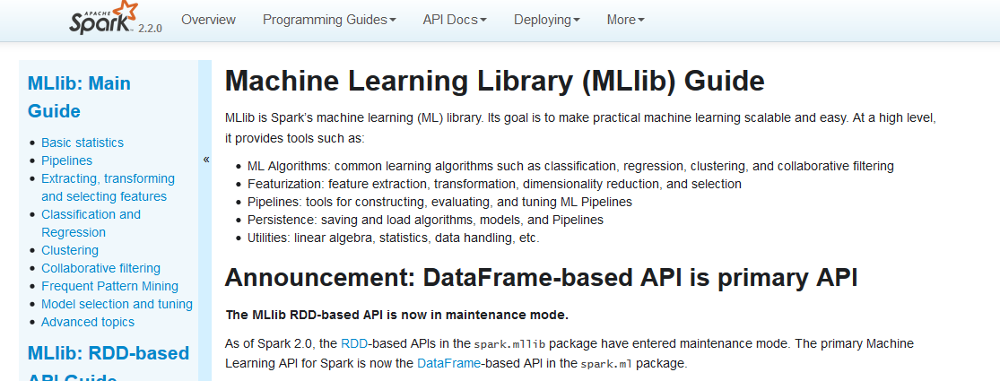 APACHE
Spark™ 2.2.0 Overview Programming Guides API Docs Deploying More
MLlib: Main
Guide
Basic statistics
Pipelines
Extracting, transforming
and selecting features
Classification and
Regression
Clustering
Collaborative filtering
Frequent Pattern Mining
Model selection and tuning
Advanced topics
MLlib: RDD-based
API Guide
«
Machine Learning Library (MLlib) Guide
MLlib is Spark’s machine learning (ML) library. Its goal is to make practical machine learning scalable and easy. At a high level,
it provides tools such as:
ML Algorithms: common learning algorithms such as classification, regression, clustering, and collaborative filtering
Featurization: feature extraction, transformation, dimensionality reduction, and selection
Pipelines: tools for constructing, evaluating, and tuning ML Pipelines
Persistence: saving and load algorithms, models, and Pipelines
Utilities: linear algebra, statistics, data handling, etc.
Announcement: DataFrame-based API is primary API
The MLlib RDD-based API is now in maintenance mode.
As of Spark 2.0, the RDD-based APIs in the spark.mllib package have entered maintenance mode. The primary Machine
Learning API for Spark is now the DataFrame-based API in the spark.ml package.